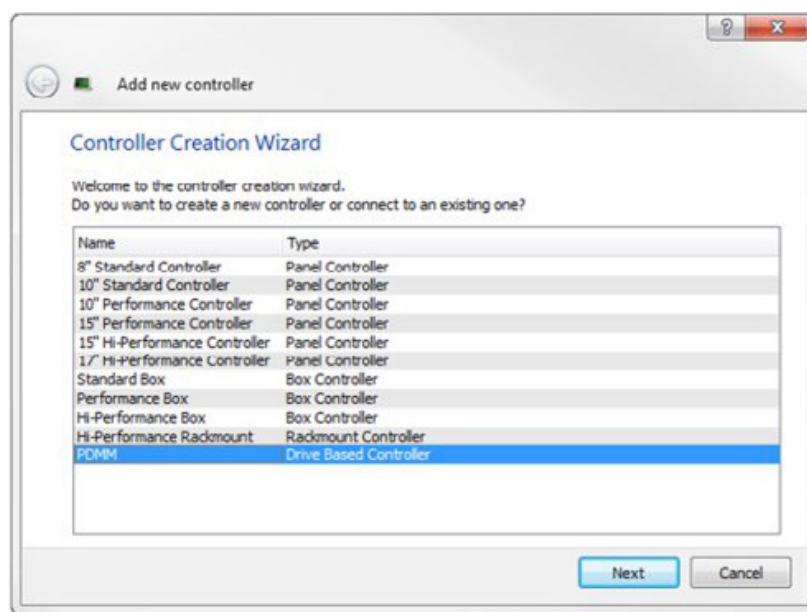 Add new controller
Controller Creation Wizard
Welcome to the controller creation wizard.
Do you want to create a new controller or connect to an existing one?
Name Type
8" Standard Controller Panel Controller
10" Standard Controller Panel Controller
10" Performance Controller Panel Controller
15" Performance Controller Panel Controller
15" Hi-Performance Controller Panel Controller
17" Hi-Performance Controller Panel Controller
Standard Box Box Controller
Performance Box Box Controller
Hi-Performance Box Box Controller
Hi-Performance Rackmount Rackmount Controller
PDMM Drive Based Controller
Next Cancel